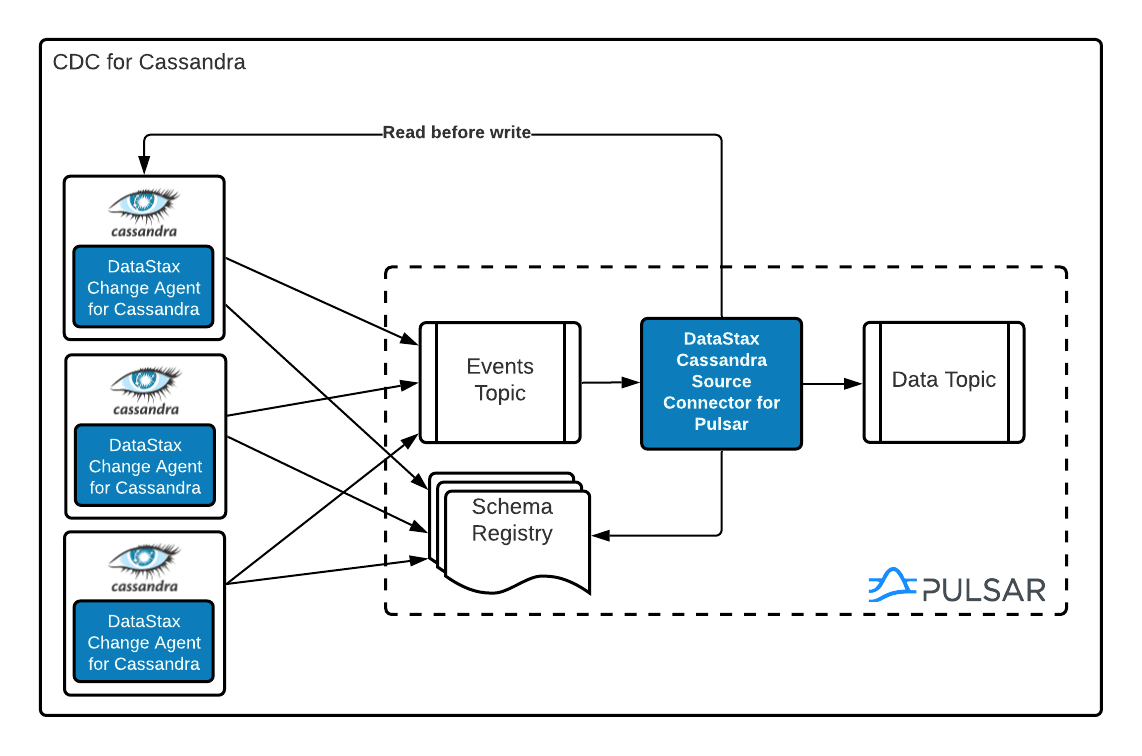 CDC for Cassandra
Read before write
cassandra
DataStax
Change Agent
for Cassandra
cassandra
DataStax
Change Agent
for Cassandra
cassandra
DataStax
Change Agent
for Cassandra
Events
Topic
DataStax
Cassandra
Source
Connector for
Pulsar
Data Topic
Schema
Registry
PULSAR